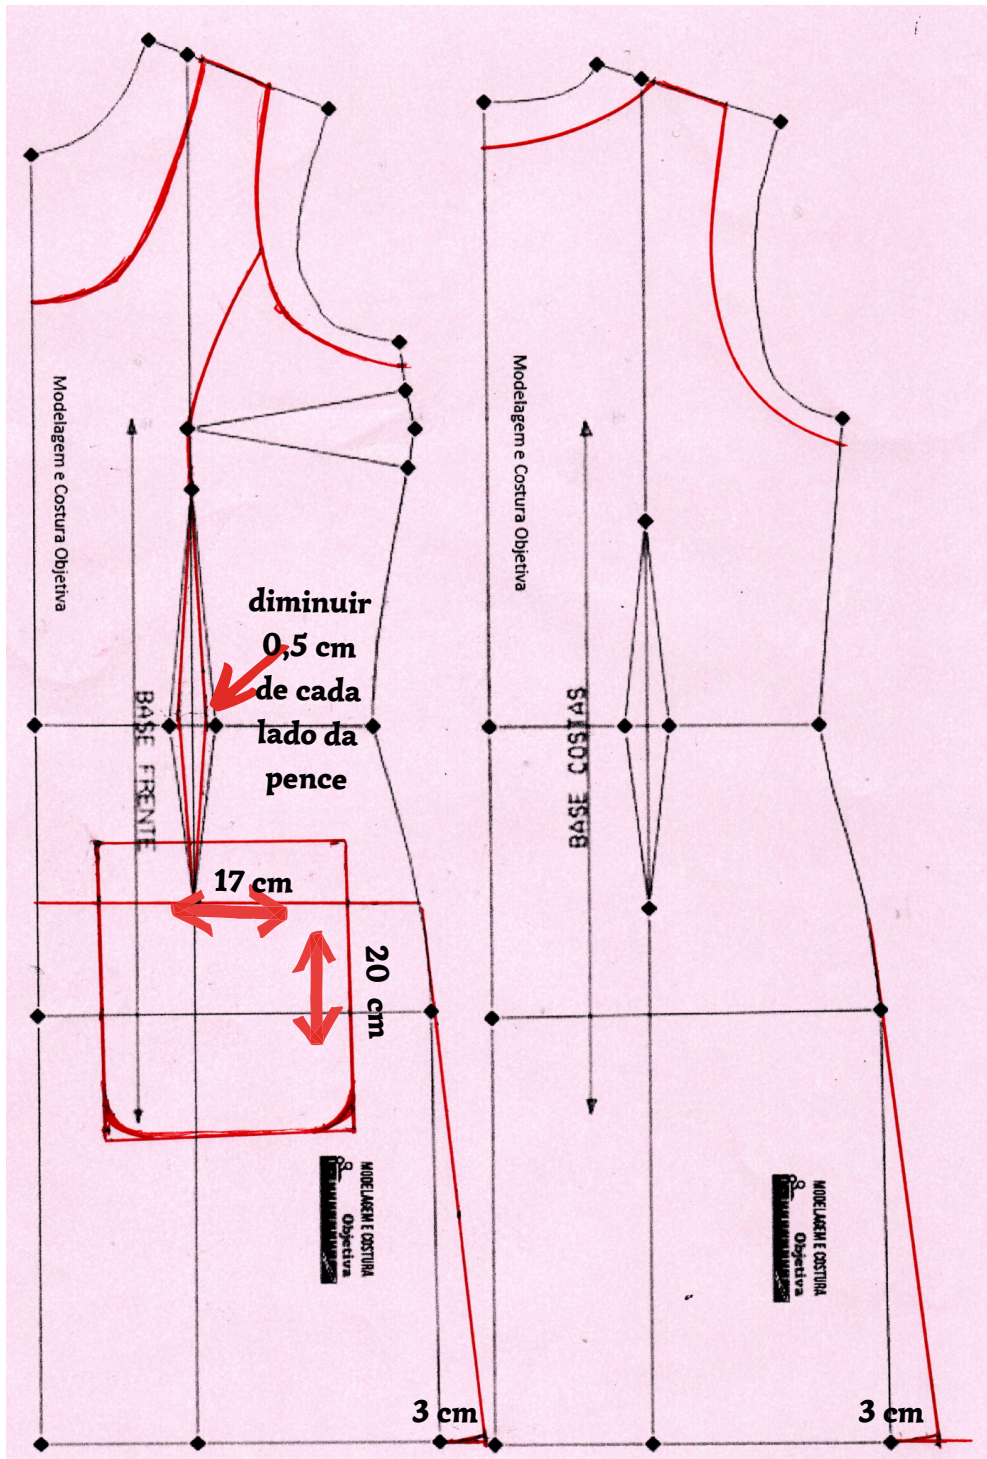 Modelagem e Costura Objetiva
BASE FRENTE
diminuir
0,5 cm
de cada
lado da
pence
17 cm
20 cm
MODELAGEM E COSTURA
Objetiva
3 cm
Modelagem e Costura Objetiva
BASE COSTAS
MODELAGEM E COSTURA
Objetiva
3 cm